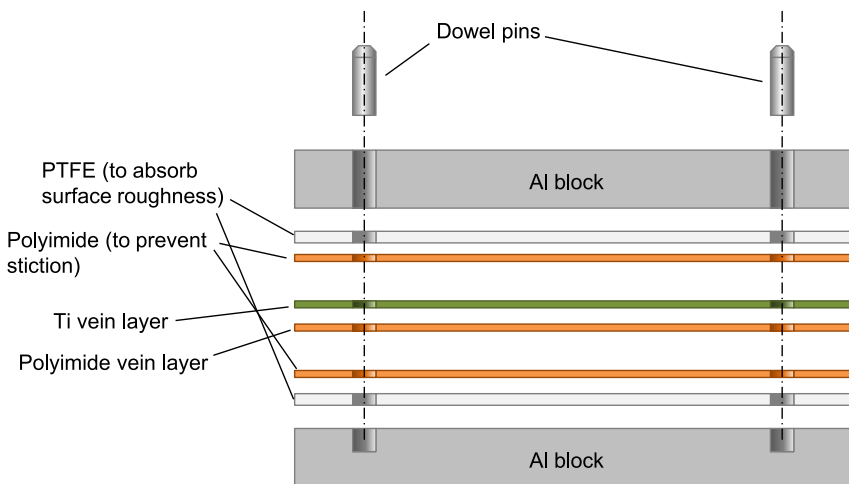 Dowel pins
PTFE (to absorb
surface roughness)
Al block
Polyimide (to prevent
stiction)
Ti vein layer
Polyimide vein layer
Al block